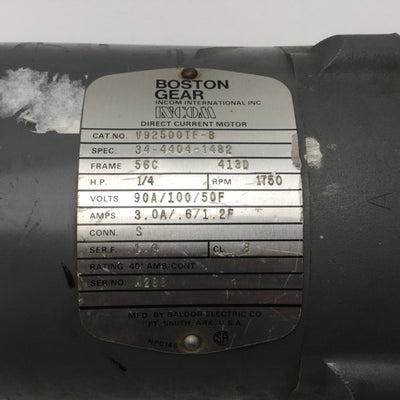 BOSTON
GEAR
INCOM INTERNATIONAL INC
INCOM
DIRECT CURRENT MOTOR
CAT.NO. V92500TF-B
SPEC. 34-4404-1482
FRAME 56C 413D
H.P. 1/4 RPM 1750
VOLTS 90A/100/50F
AMPS. 3.0A/.6/1.2F
CONN. S
SER.F. CL. B
RATING 40° AMB-CONT.
SER.NO.
MFD. BY BALDOR ELECTRIC CO.
FT. SMITH, ARK. U.S.A.
SA